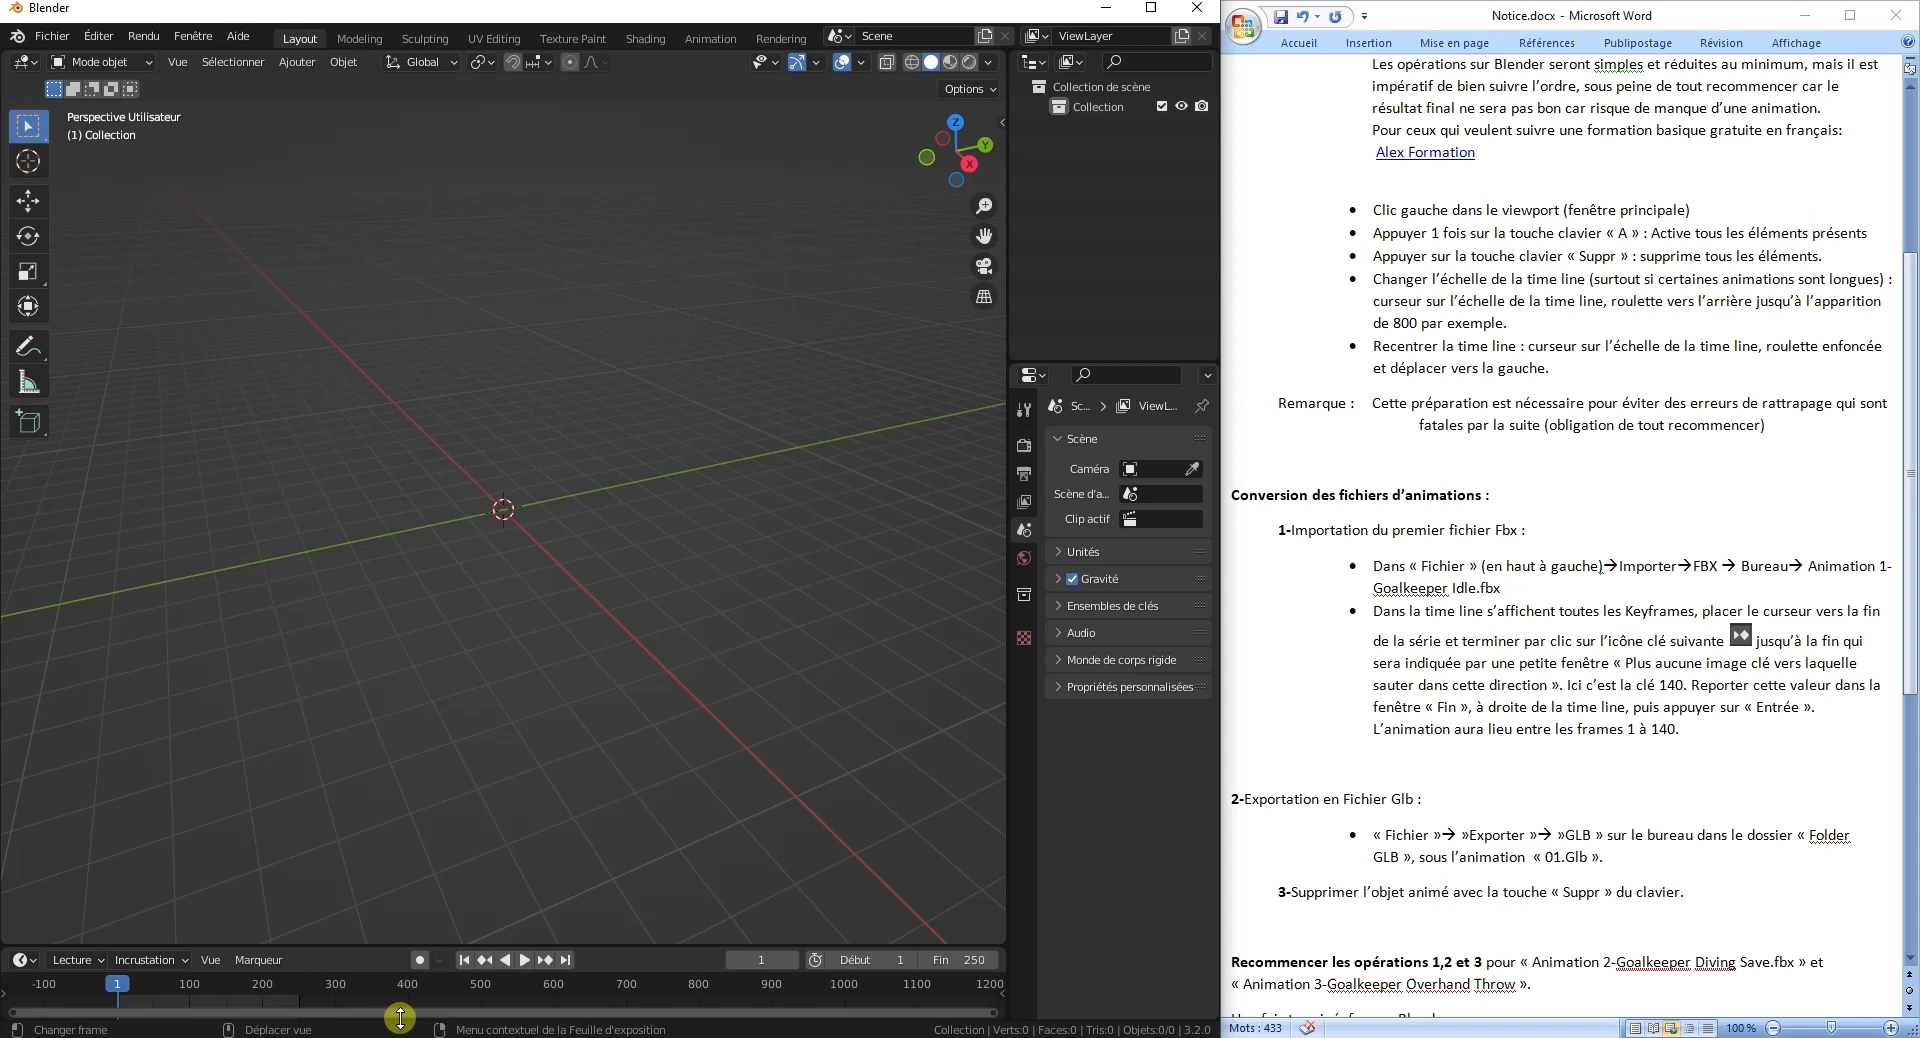 Blender
Fichier Éditer Rendu Fenêtre Aide Layout Modeling Sculpting UV Editing Texture Paint Shading Animation Rendering Scene ViewLayer
Mode objet Vue Sélectionner Ajouter Objet Global
Options
Perspective Utilisateur
(1) Collection
Z
Y
X
Collection de scène
Collection
Sc... ViewL...
Scène
Caméra
Scène d'a...
Clip actif
Unités
Gravité
Ensembles de clés
Audio
Monde de corps rigide
Propriétés personnalisées
Lecture Incrustation Vue Marqueur 1 Début 1 Fin 250
-100 1 100 200 300 400 500 600 700 800 900 1000 1100 1200
Changer frame Déplacer vue Menu contextuel de la Feuille d'exposition Collection | Verts:0 | Faces:0 | Tris:0 | Objets:0/0 | 3.2.0
Notice.docx - Microsoft Word
Accueil Insertion Mise en page Références Publipostage Révision Affichage
Les opérations sur Blender seront simples et réduites au minimum, mais il est
impératif de bien suivre l'ordre, sous peine de tout recommencer car le
résultat final ne sera pas bon car risque de manque d'une animation.
Pour ceux qui veulent suivre une formation basique gratuite en français:
Alex Formation
• Clic gauche dans le viewport (fenêtre principale)
• Appuyer 1 fois sur la touche clavier « A » : Active tous les éléments présents
• Appuyer sur la touche clavier « Suppr » : supprime tous les éléments.
• Changer l'échelle de la time line (surtout si certaines animations sont longues) :
curseur sur l'échelle de la time line, roulette vers l'arrière jusqu'à l'apparition
de 800 par exemple.
• Recentrer la time line : curseur sur l'échelle de la time line, roulette enfoncée
et déplacer vers la gauche.
Remarque : Cette préparation est nécessaire pour éviter des erreurs de rattrapage qui sont
fatales par la suite (obligation de tout recommencer)
Conversion des fichiers d'animations :
1-Importation du premier fichier Fbx :
• Dans « Fichier » (en haut à gauche)→Importer→FBX → Bureau→ Animation 1-
Goalkeeper Idle.fbx
• Dans la time line s'affichent toutes les Keyframes, placer le curseur vers la fin
de la série et terminer par clic sur l'icône clé suivante jusqu'à la fin qui
sera indiquée par une petite fenêtre « Plus aucune image clé vers laquelle
sauter dans cette direction ». Ici c'est la clé 140. Reporter cette valeur dans la
fenêtre « Fin », à droite de la time line, puis appuyer sur « Entrée ».
L'animation aura lieu entre les frames 1 à 140.
2-Exportation en Fichier Glb :
• « Fichier »→ »Exporter »→ »GLB » sur le bureau dans le dossier « Folder
GLB », sous l'animation « 01.Glb ».
3-Supprimer l'objet animé avec la touche « Suppr » du clavier.
Recommencer les opérations 1,2 et 3 pour « Animation 2-Goalkeeper Diving Save.fbx » et
« Animation 3-Goalkeeper Overhand Throw ».
Mots : 433 100 %